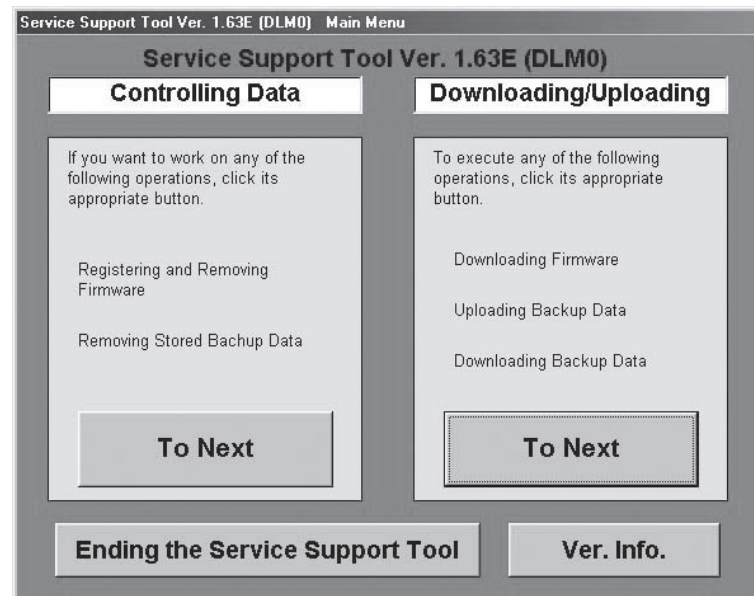 Service Support Tool Ver. 1.63E (DLM0) Main Menu
Service Support Tool Ver. 1.63E (DLM0)
Controlling Data
If you want to work on any of the
following operations, click its
appropriate button.
Registering and Removing
Firmware
Removing Stored Bachup Data
To Next
Downloading/Uploading
To execute any of the following
operations, click its appropriate
button.
Downloading Firmware
Uploading Backup Data
Downloading Backup Data
To Next
Ending the Service Support Tool
Ver. Info.